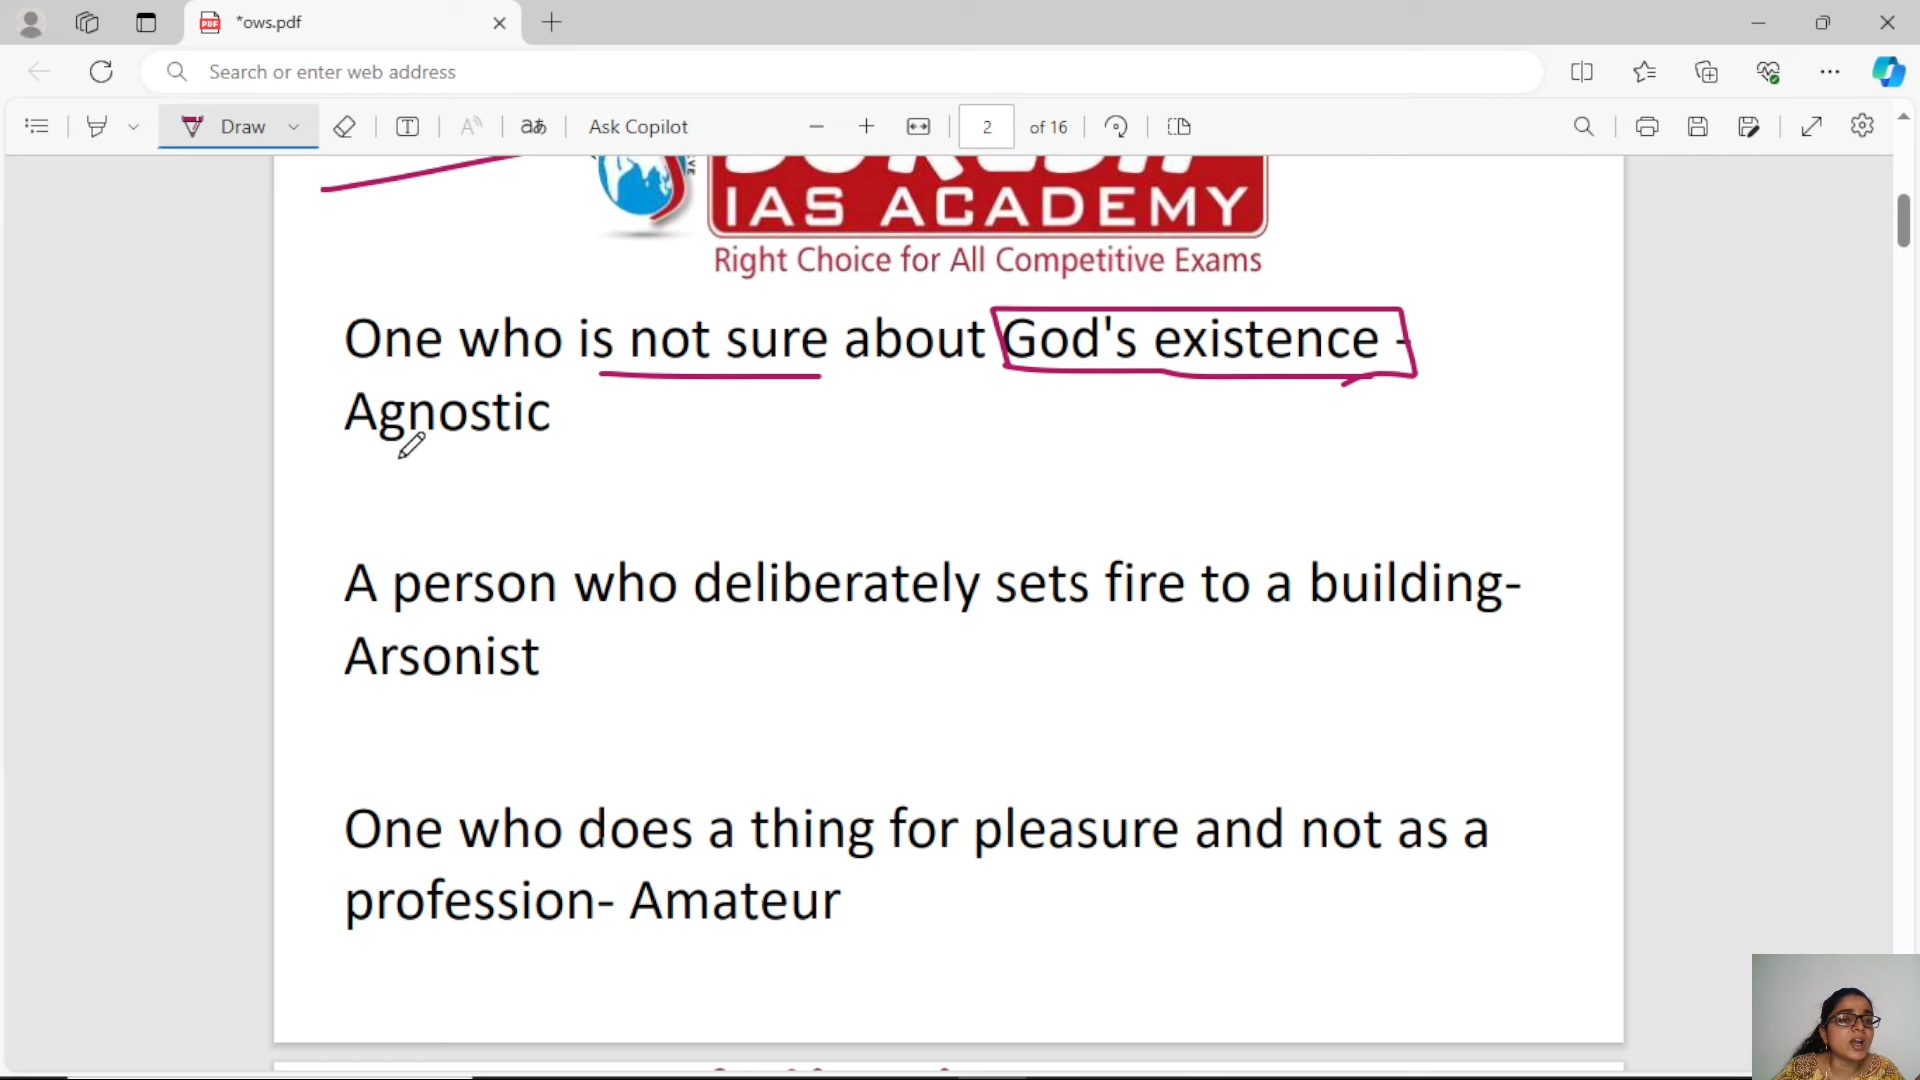 *ows.pdf
Search or enter web address
Draw
Ask Copilot
2 of 16
IAS ACADEMY
Right Choice for All Competitive Exams
One who is not sure about God's existence -
Agnostic
A person who deliberately sets fire to a building-
Arsonist
One who does a thing for pleasure and not as a
profession- Amateur